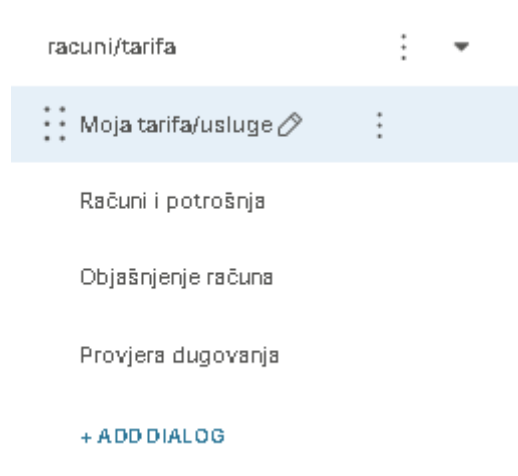 racuni/tarifa
Moja tarifa/usluge
Računi i potrošnja
Objašnjenje računa
Provjera dugovanja
+ ADD DIALOG